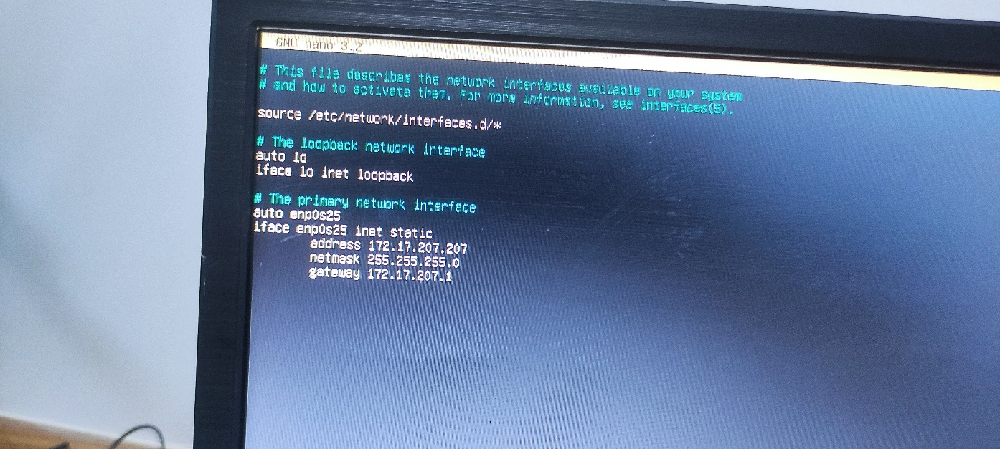 GNU nano 3.2
# This file describes the network interfaces available on your system
# and how to activate them. For more information, see interfaces(5).
source /etc/network/interfaces.d/*
# The loopback network interface
auto lo
iface lo inet loopback
# The primary network interface
auto enp0s25
iface enp0s25 inet static
address 172.17.207.207
netmask 255.255.255.0
gateway 172.17.207.1